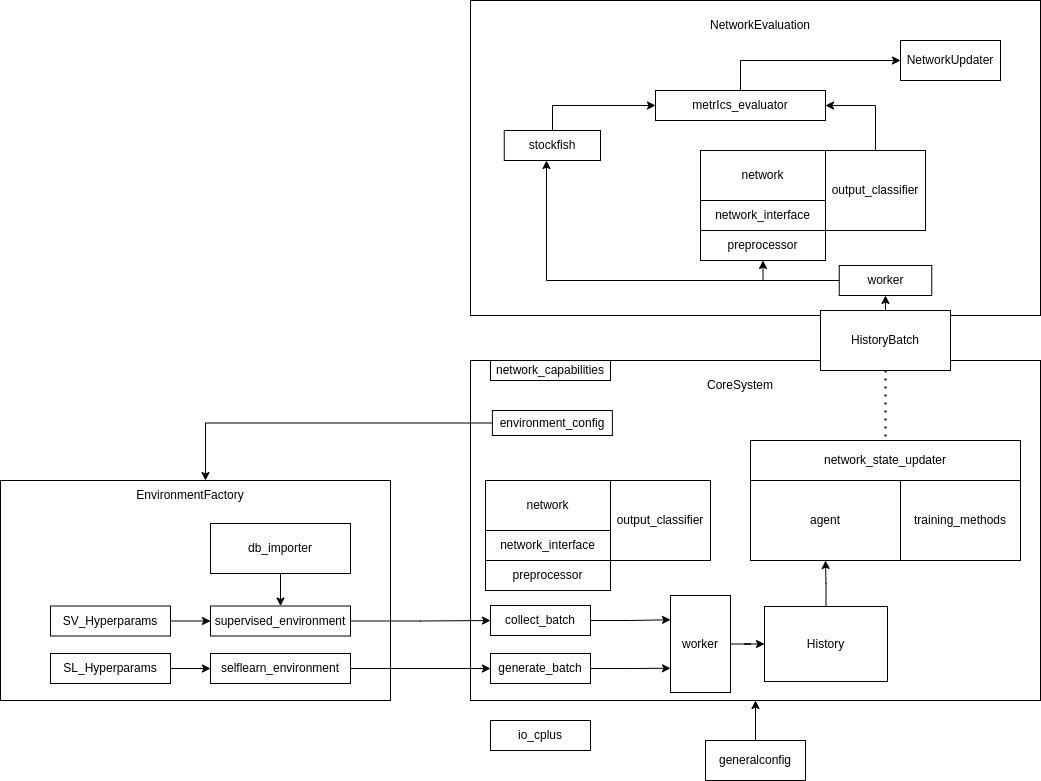 NetworkEvaluation
NetworkUpdater
metrIcs_evaluator
stockfish
network
output_classifier
network_interface
preprocessor
worker
HistoryBatch
network_capabilities
CoreSystem
environment_config
network_state_updater
EnvironmentFactory
network
output_classifier
agent
training_methods
db_importer
network_interface
preprocessor
SV_Hyperparams
supervised_environment
collect_batch
worker
History
SL_Hyperparams
selflearn_environment
generate_batch
io_cplus
generalconfig